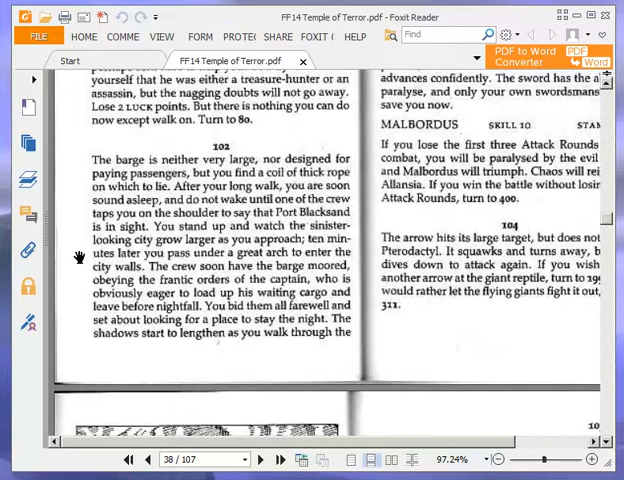 FF14 Temple of Terror.pdf - Foxit Reader
FILE HOME COMME FORM PROTE SHARE FOXIT C HELP Find
PDF to Word Converter PDF Word
Start FF14 Temple of Terror.pdf
yourself that he was either a treasure-hunter or an
assassin, but the nagging doubts will not go away.
Lose 2 LUCK points. But there is nothing you can do
now except walk on. Turn to 80.
102
The barge is neither very large, nor designed for
paying passengers, but you find a coil of thick rope
on which to lie. After your long walk, you are soon
sound asleep, and do not wake until one of the crew
taps you on the shoulder to say that Port Blacksand
is in sight. You stand up and watch the sinister-
looking city grow larger as you approach; ten min-
utes later you pass under a great arch to enter the
city walls. The crew soon have the barge moored,
obeying the frantic orders of the captain, who is
obviously eager to load up his waiting cargo and
leave before nightfall. You bid them all farewell and
set about looking for a place to stay the night. The
shadows start to lengthen as you walk through the
advances confidently. The sword has the a
paralyse, and only your own swordsmans
save you now.
MALBORDUS SKILL 10 STAM
If you lose the first three Attack Rounds
combat, you will be paralysed by the evil
and Malbordus will triumph. Chaos will rei
Allansia. If you win the battle without losin
Attack Rounds, turn to 400.
104
The arrow hits its large target, but does not
Pterodactyl. It squawks and turns away, b
dives down to attack again. If you wish
another arrow at the giant reptile, turn to 19
would rather let the flying giants fight it out,
311.
10
38 / 107 97.24%